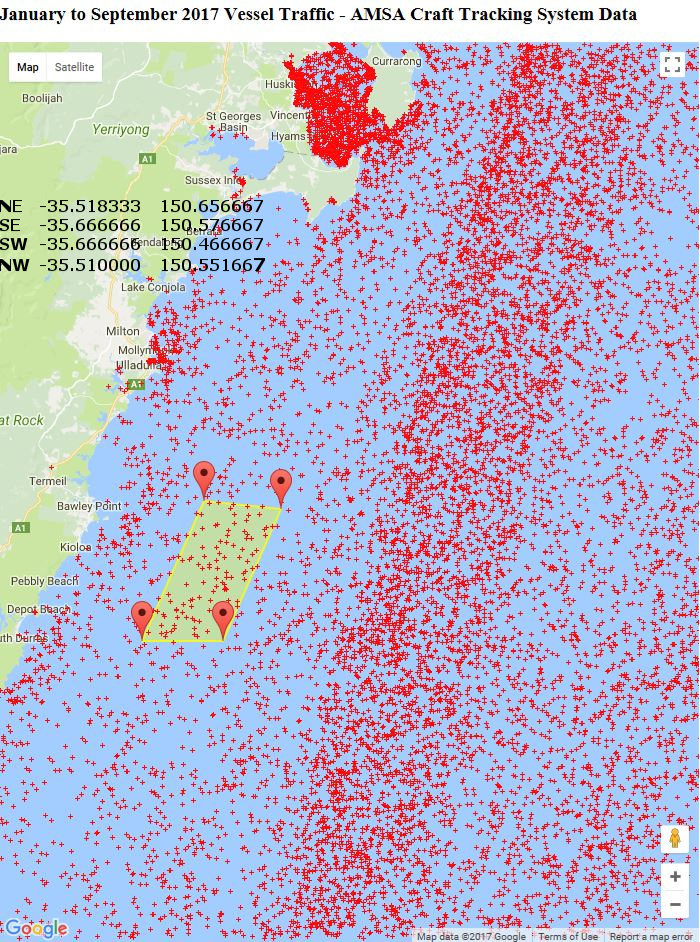 January to September 2017 Vessel Traffic - AMSA Craft Tracking System Data
Map Satellite
Currarong
Boolijah
Huski
St Georges
Basin
Vincen
Yerriyong
Hyams
A1
jara
Sussex Inlet
NE -35.518333 150.656667
SE -35.666666 150.576667
SW -35.666666 150.466667
NW -35.510000 150.551667
Lake Conjola
Milton
Mollym
Ulladulla
A1
at Rock
Termeil
Bawley Point
A1
Kioloa
Pebbly Beach
Depot Beach
uth Durras
Google
Map data ©2017 Google Terms of Use Report a map error